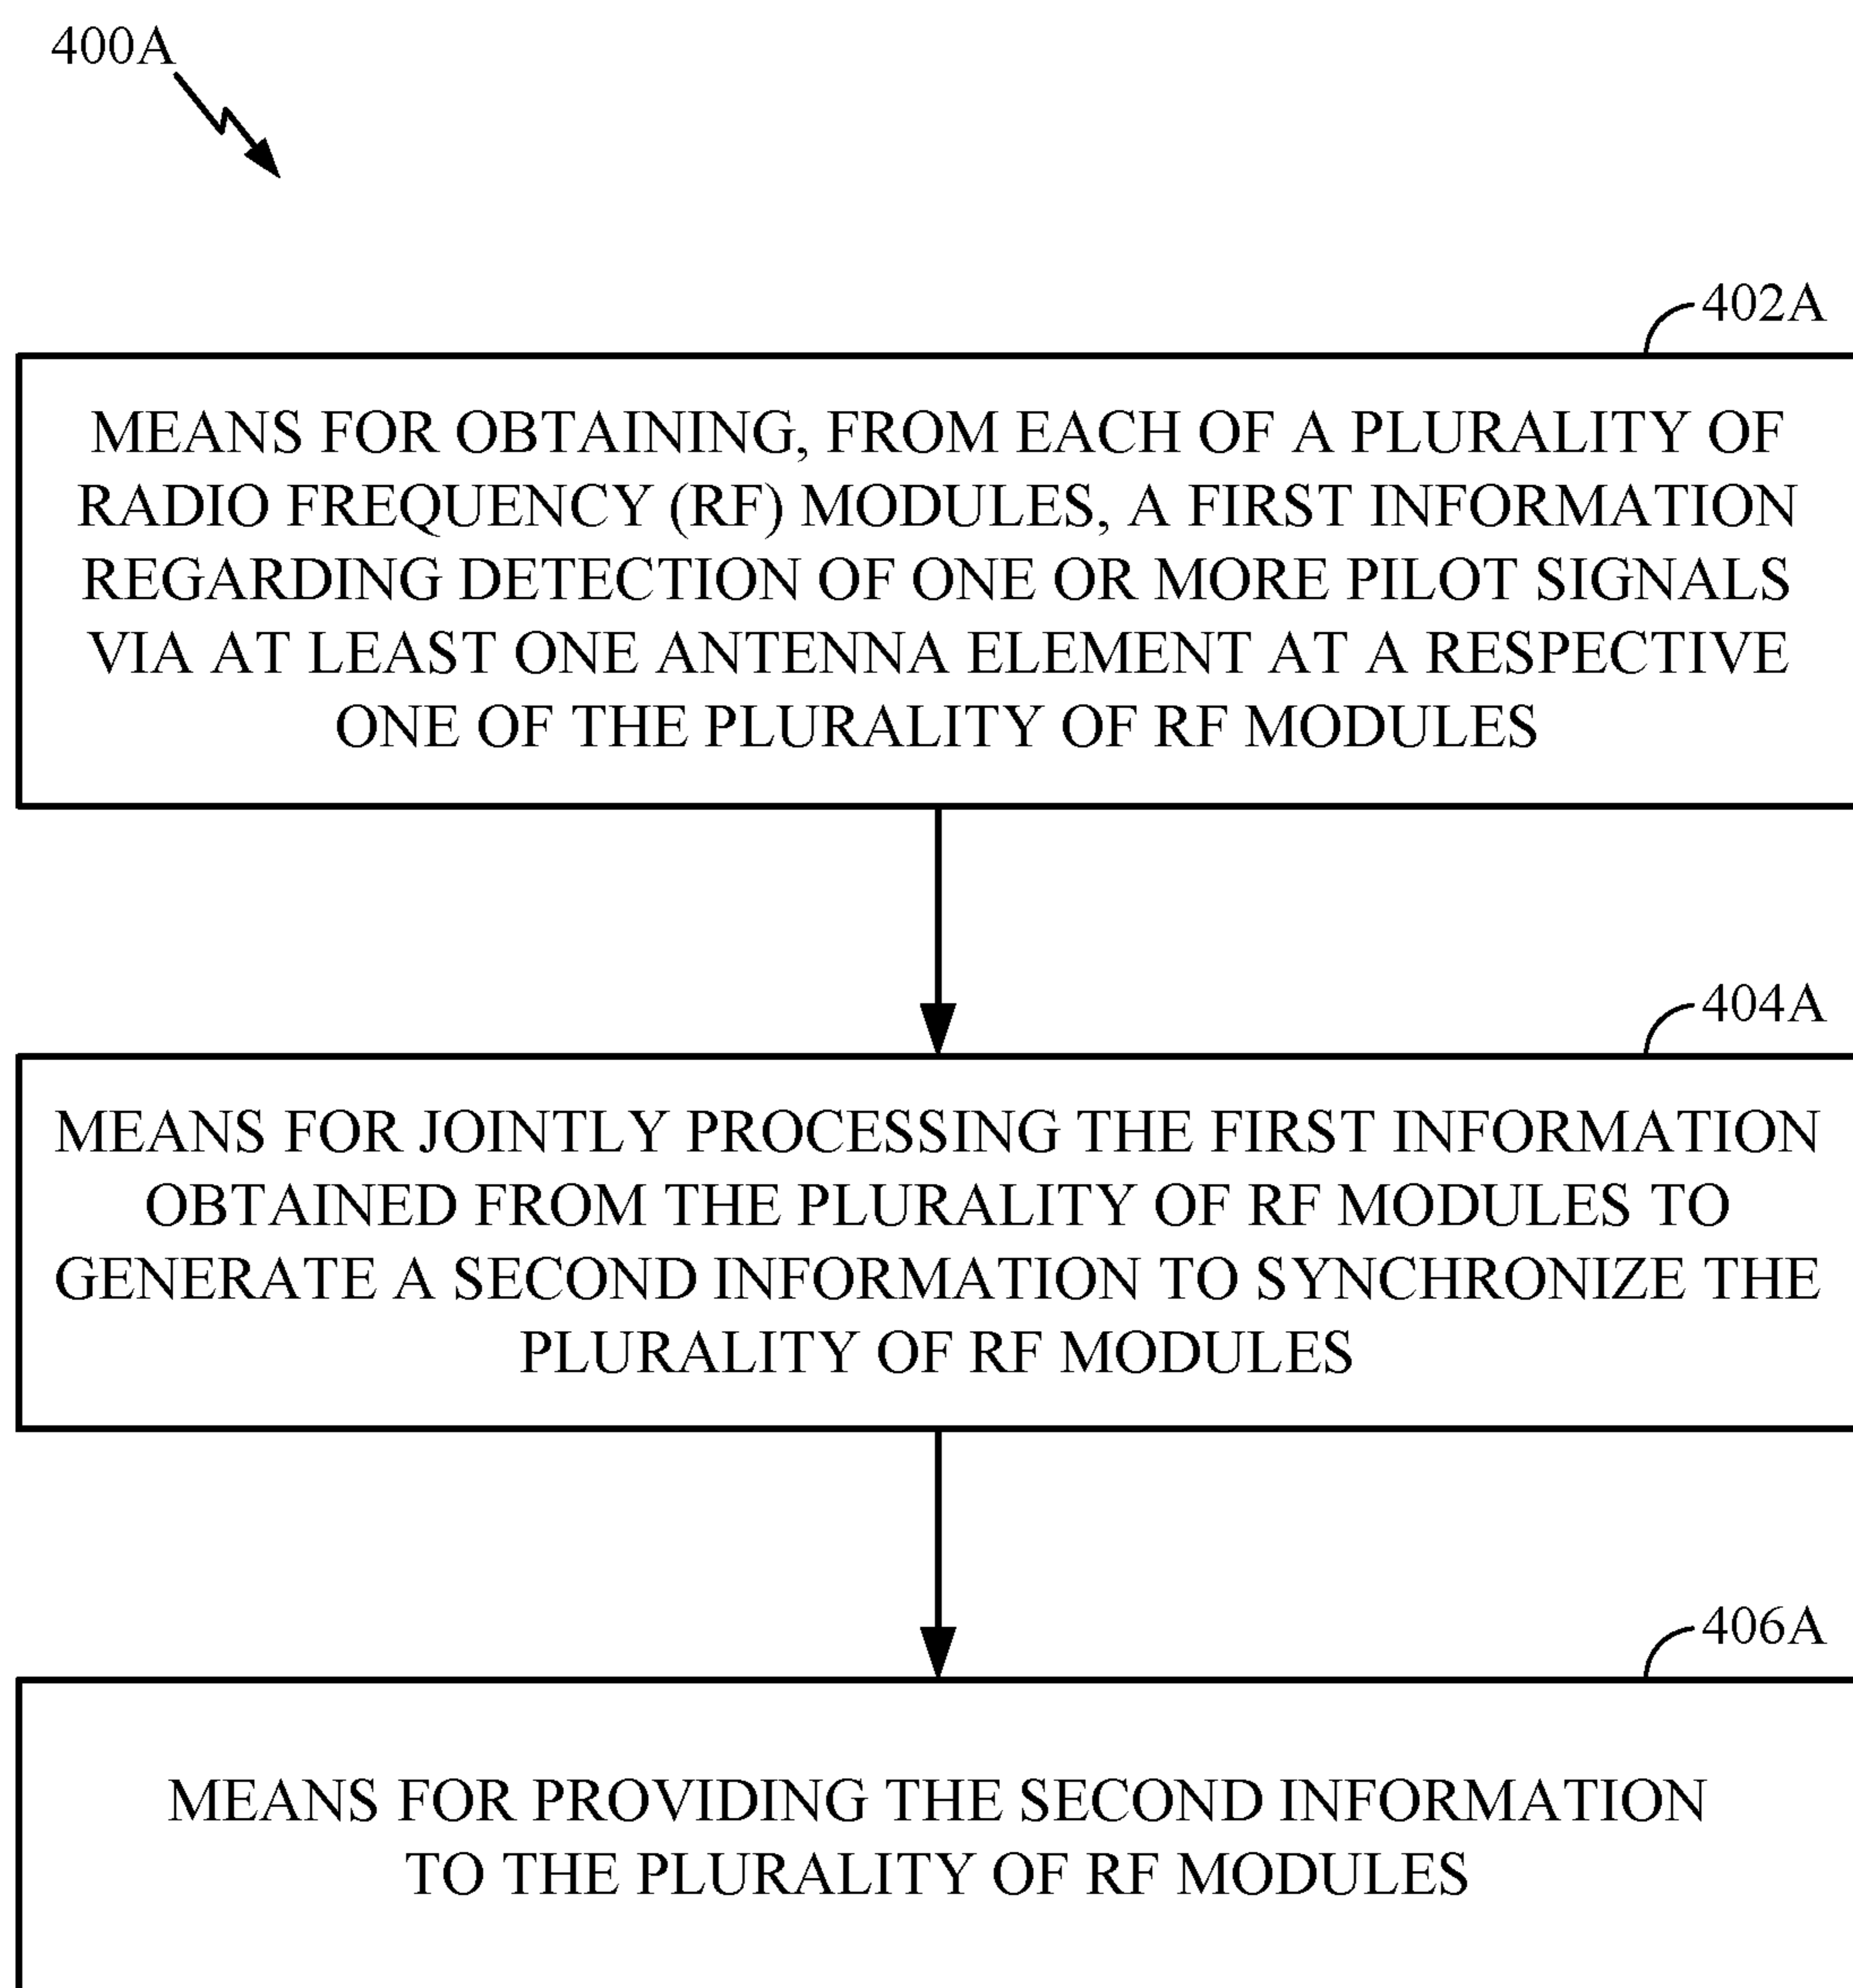 400A
402A
MEANS FOR OBTAINING, FROM EACH OF A PLURALITY OF
RADIO FREQUENCY (RF) MODULES, A FIRST INFORMATION
REGARDING DETECTION OF ONE OR MORE PILOT SIGNALS
VIA AT LEAST ONE ANTENNA ELEMENT AT A RESPECTIVE
ONE OF THE PLURALITY OF RF MODULES
404A
MEANS FOR JOINTLY PROCESSING THE FIRST INFORMATION
OBTAINED FROM THE PLURALITY OF RF MODULES TO
GENERATE A SECOND INFORMATION TO SYNCHRONIZE THE
PLURALITY OF RF MODULES
406A
MEANS FOR PROVIDING THE SECOND INFORMATION
TO THE PLURALITY OF RF MODULES